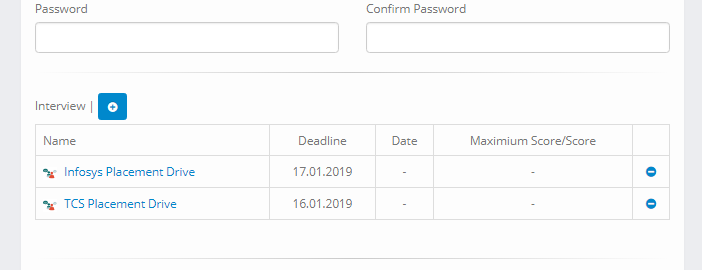 Password Confirm Password
Interview |
Name Deadline Date Maximium Score/Score
Infosys Placement Drive 17.01.2019 - -
TCS Placement Drive 16.01.2019 - -